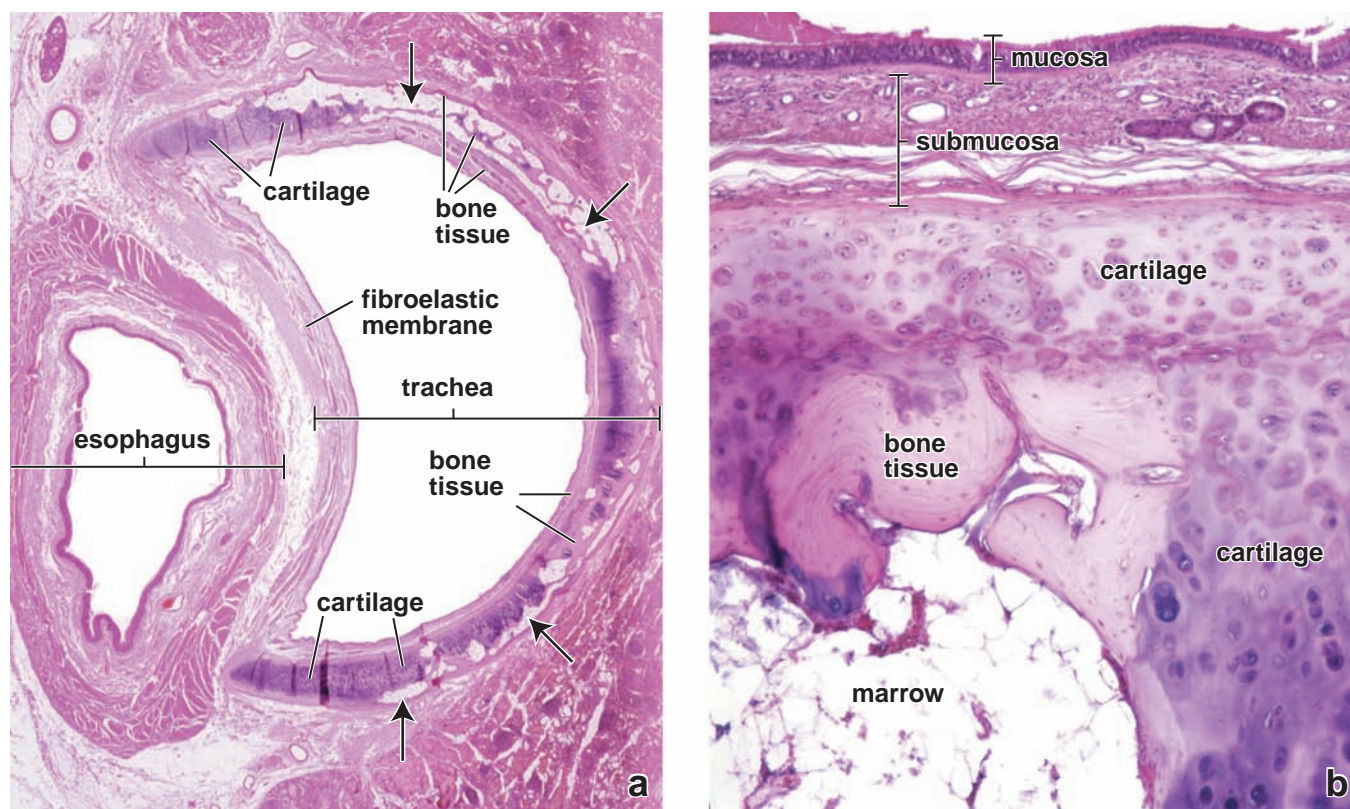 cartilage
bone
tissue
fibroelastic
membrane
trachea
esophagus
bone
tissue
cartilage
a
mucosa
submucosa
cartilage
bone
tissue
cartilage
marrow
b